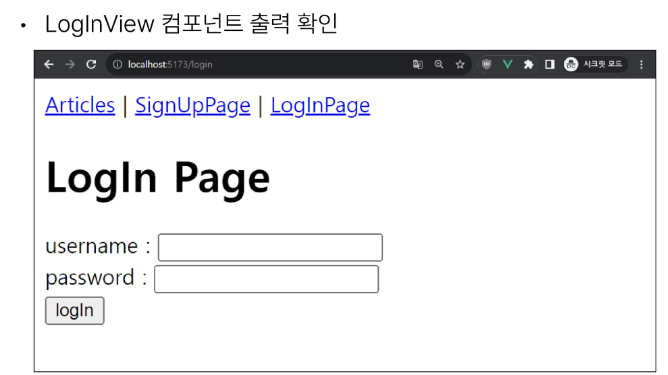 • LogInView 컴포넌트 출력 확인
localhost:5173/login 시크릿 모드
Articles | SignUpPage | LogInPage
LogIn Page
username :
password :
logIn